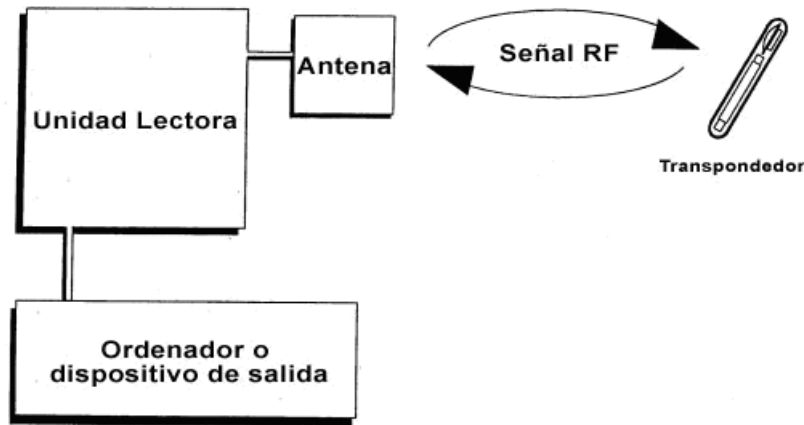 Unidad Lectora
Antena
Señal RF
Transpondedor
Ordenador o
dispositivo de salida